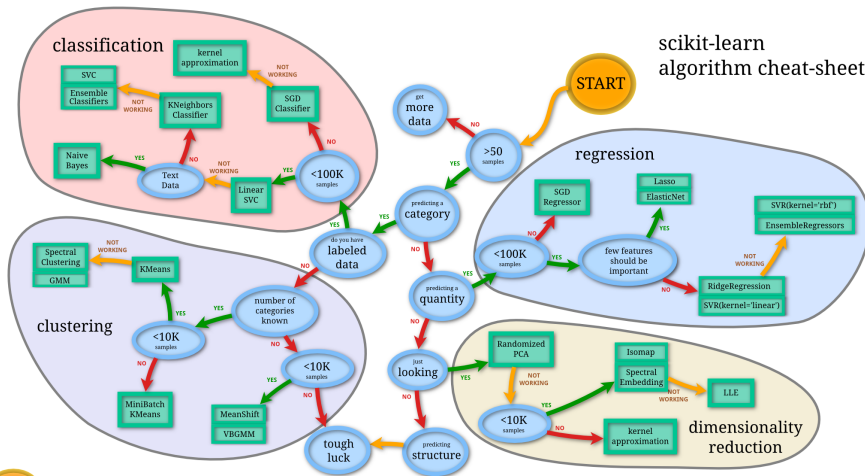 classification
kernel
approximation
NOT
WORKING
SVC
Ensemble
Classifiers
NOT
WORKING
KNeighbors
Classifier
SGD
Classifier
NO
Naive
Bayes
YES
NO
Text
Data
NOT
WORKING
Linear
SVC
YES
<100K
samples
scikit-learn
algorithm cheat-sheet
START
get
more
data
NO
>50
samples
YES
predicting a
category
YES
NO
do you have
labeled
data
YES
NO
predicting a
quantity
YES
NO
regression
SGD
Regressor
NO
<100K
samples
YES
few features
should be
important
YES
Lasso
ElasticNet
NO
RidgeRegression
SVR(kernel='linear')
NOT
WORKING
SVR(kernel='rbf')
EnsembleRegressors
clustering
Spectral
Clustering
GMM
NOT
WORKING
KMeans
YES
<10K
samples
NO
MiniBatch
KMeans
YES
number of
categories
known
NO
<10K
samples
YES
NO
MeanShift
VBGMM
tough
luck
just
looking
YES
NO
predicting
structure
Randomized
PCA
NOT
WORKING
<10K
samples
YES
NO
Isomap
Spectral
Embedding
NOT
WORKING
LLE
kernel
approximation
dimensionality
reduction